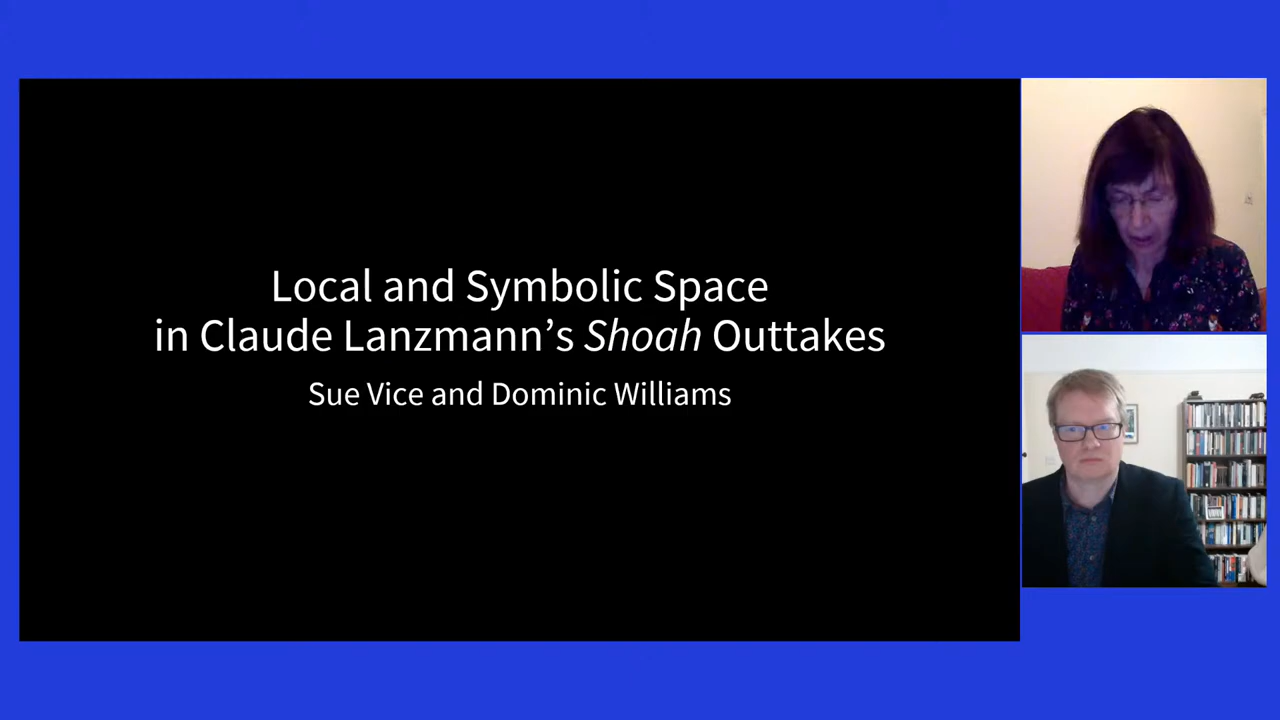 Local and Symbolic Space
in Claude Lanzmann’s Shoah Outtakes
Sue Vice and Dominic Williams